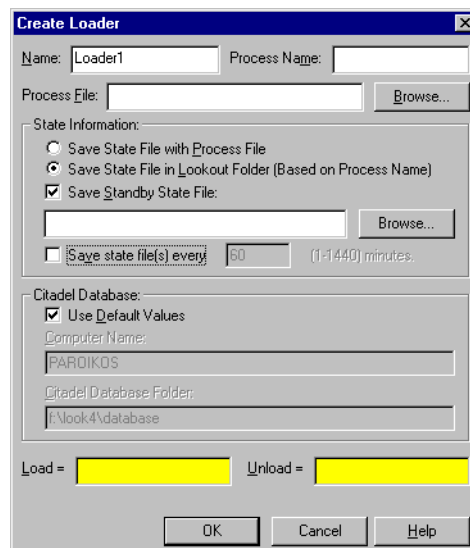 Create Loader
Name: Loader1 Process Name:
Process File: Browse...
State Information:
Save State File with Process File
Save State File in Lookout Folder (Based on Process Name)
Save Standby State File:
Browse...
Save state file(s) every 60 (1-1440) minutes.
Citadel Database:
Use Default Values
Computer Name:
PAROIKOS
Citadel Database Folder:
f:\look4\database
Load = Unload =
OK Cancel Help